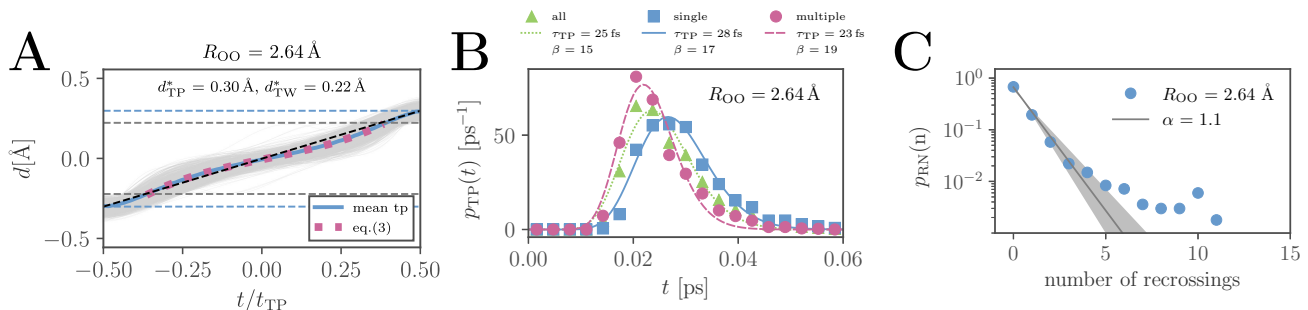 A
R_OO = 2.64 Å
d*_TP = 0.30 Å, d*_TW = 0.22 Å
d[Å]
0.5
0.0
−0.5
mean tp
eq.(3)
−0.50
−0.25
0.00
0.25
0.50
t/t_TP
B
all
τ_TP = 25 fs
β = 15
single
τ_TP = 28 fs
β = 17
multiple
τ_TP = 23 fs
β = 19
R_OO = 2.64 Å
p_TP(t) [ps⁻¹]
50
0
0.00
0.02
0.04
0.06
t [ps]
C
R_OO = 2.64 Å
α = 1.1
p_RN(n)
10⁰
10⁻¹
10⁻²
0
5
10
15
number of recrossings